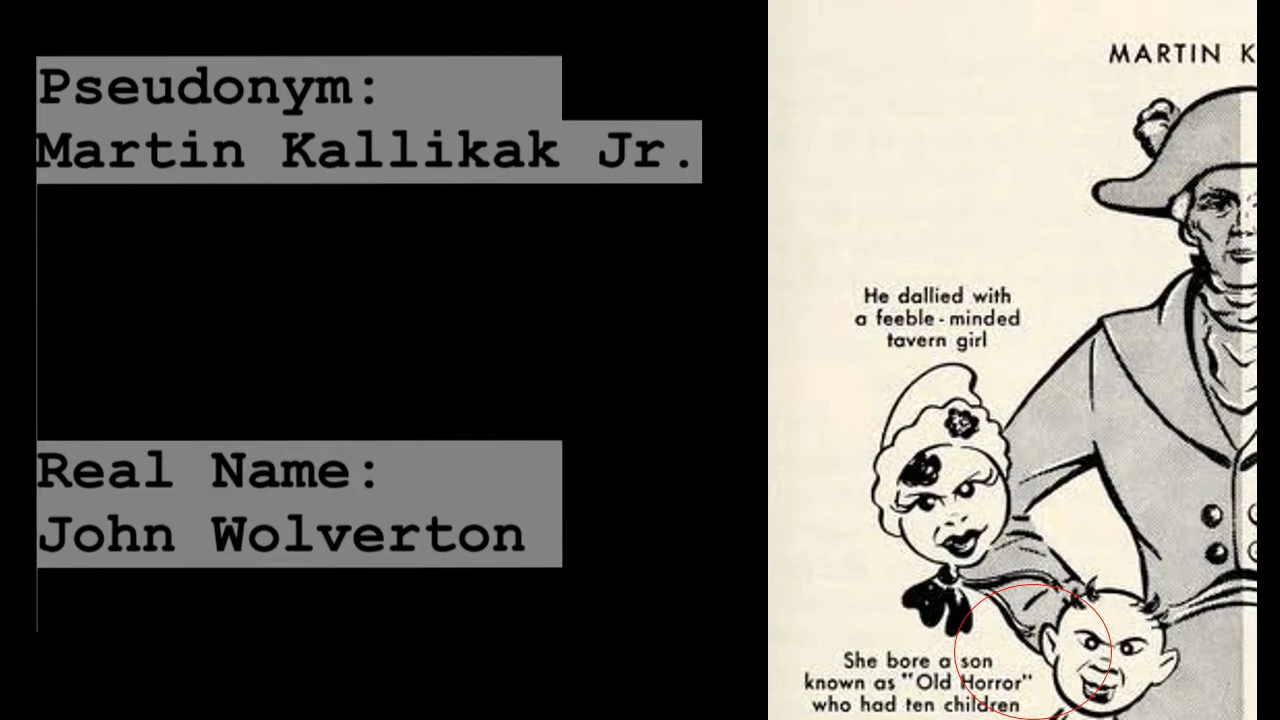 Pseudonym:
Martin Kallikak Jr.
Real Name:
John Wolverton
MARTIN K
He dallied with
a feeble-minded
tavern girl
She bore a son
known as "Old Horror"
who had ten children